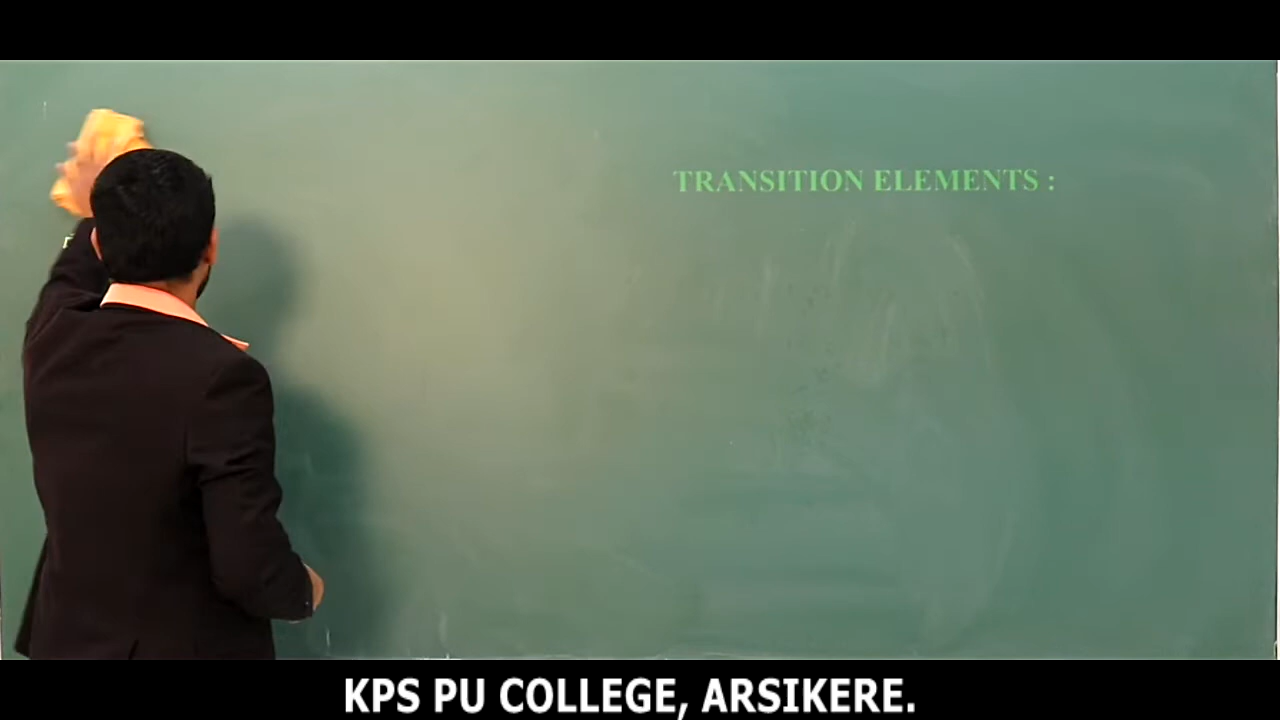 TRANSITION ELEMENTS :
KPS PU COLLEGE, ARSIKERE.